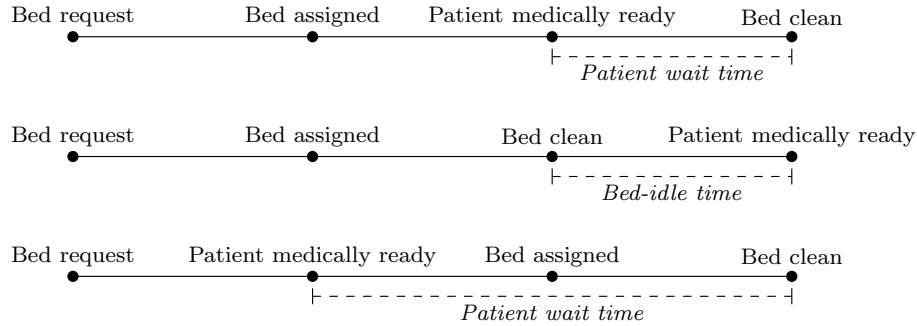 Bed request Bed assigned Patient medically ready Bed clean
Patient wait time
Bed request Bed assigned Bed clean Patient medically ready
Bed-idle time
Bed request Patient medically ready Bed assigned Bed clean
Patient wait time